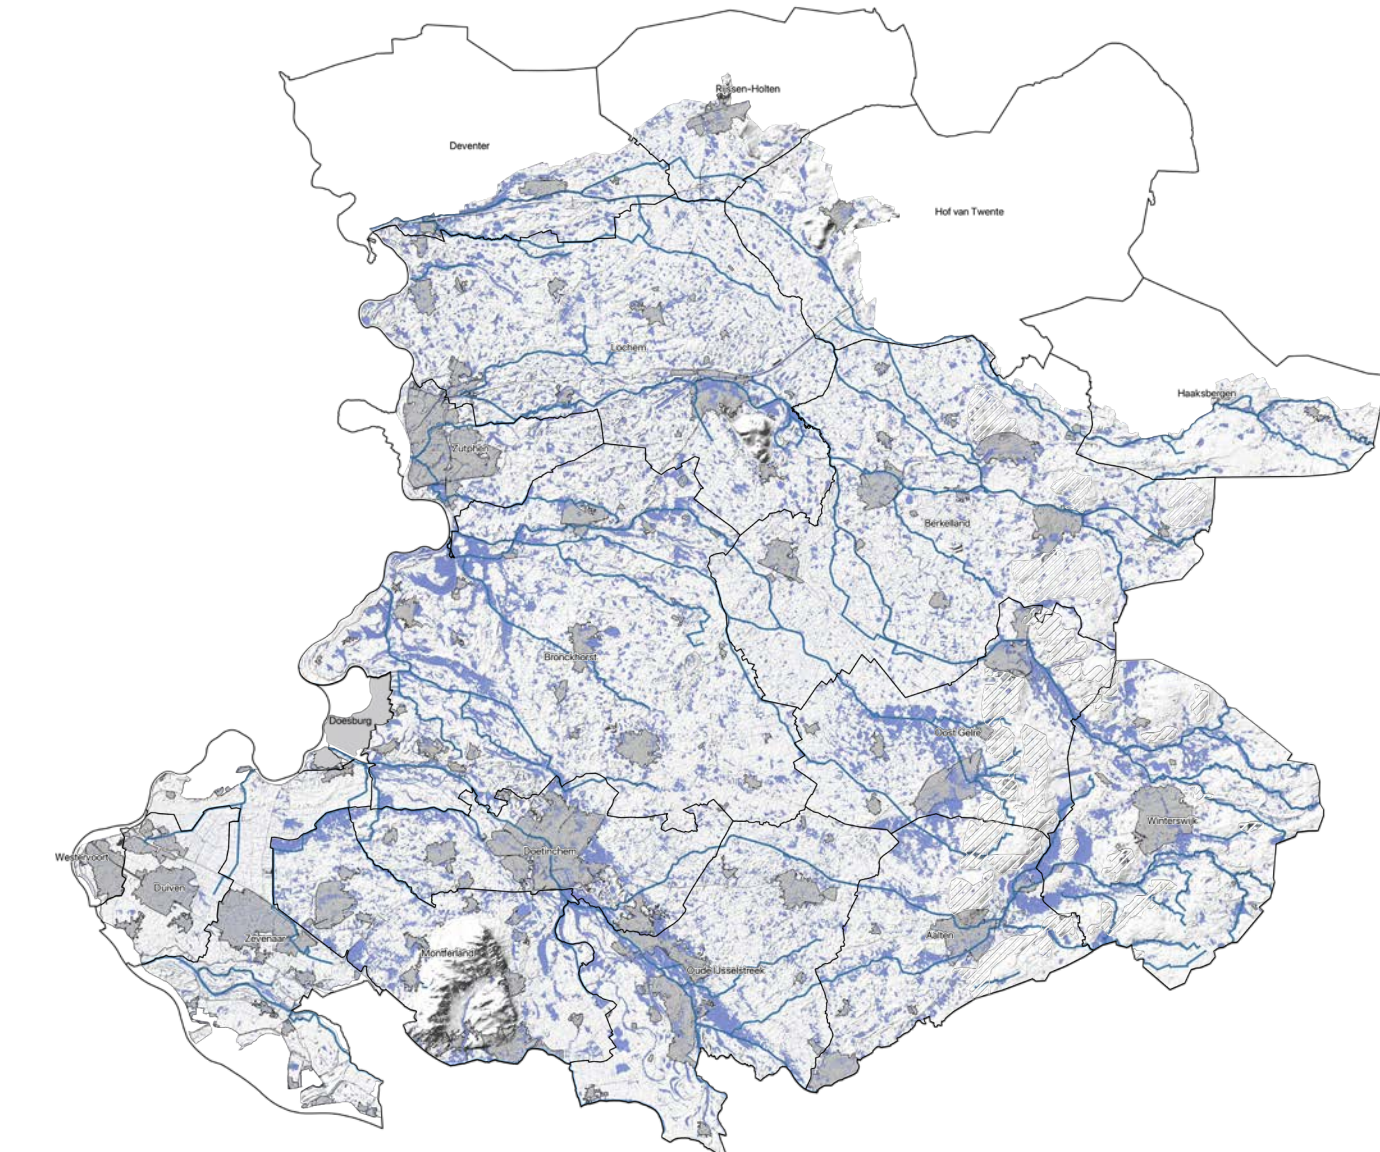 Rijssen-Holten
Deventer
Hof van Twente
Lochem
Haaksbergen
Zutphen
Berkelland
Bronckhorst
Doesburg
Oost Gelre
Winterswijk
Doetinchem
Westervoort
Duiven
Zevenaar
Aalten
Montferland
Oude IJsselstreek